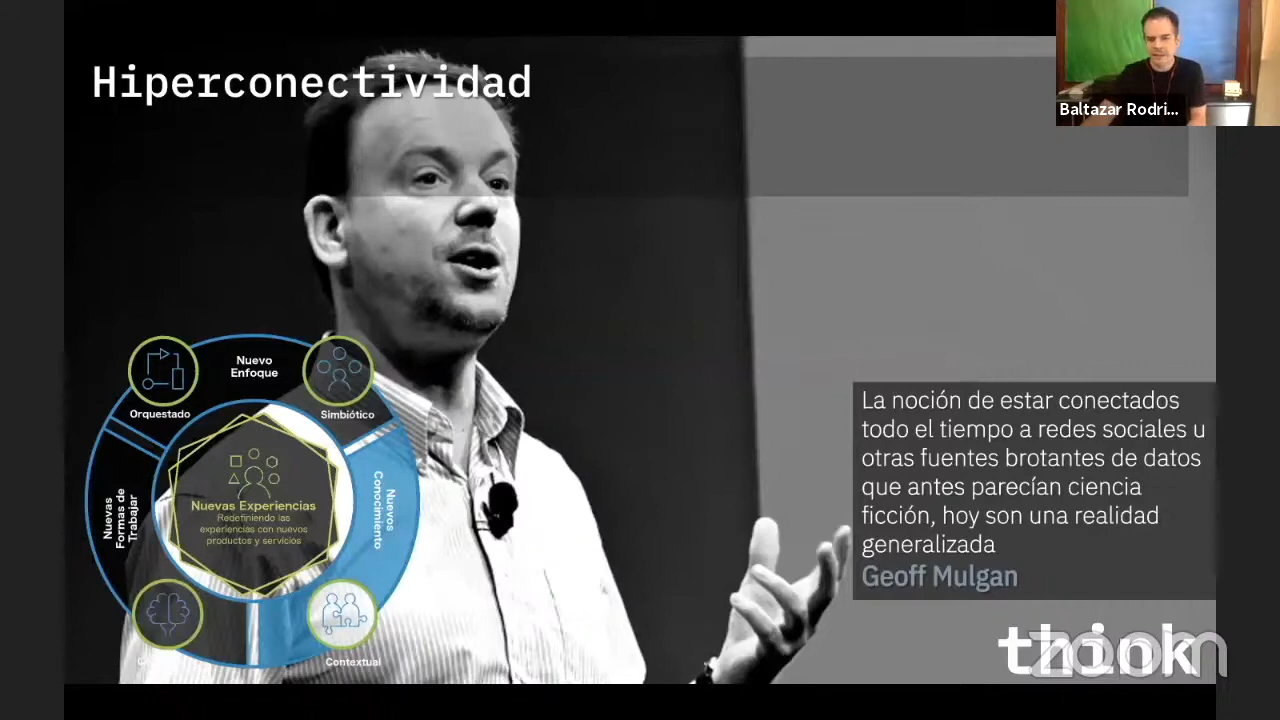 Hiperconectividad
Baltazar Rodri...
Nuevo
Enfoque
Orquestado
Simbiótico
Nuevas
Formas de
Trabajar
Nuevos
Conocimiento
Nuevas Experiencias
Redefiniendo las
experiencias con nuevos
productos y servicios
Contextual
La noción de estar conectados
todo el tiempo a redes sociales u
otras fuentes brotantes de datos
que antes parecían ciencia
ficción, hoy son una realidad
generalizada
Geoff Mulgan
think
zoom